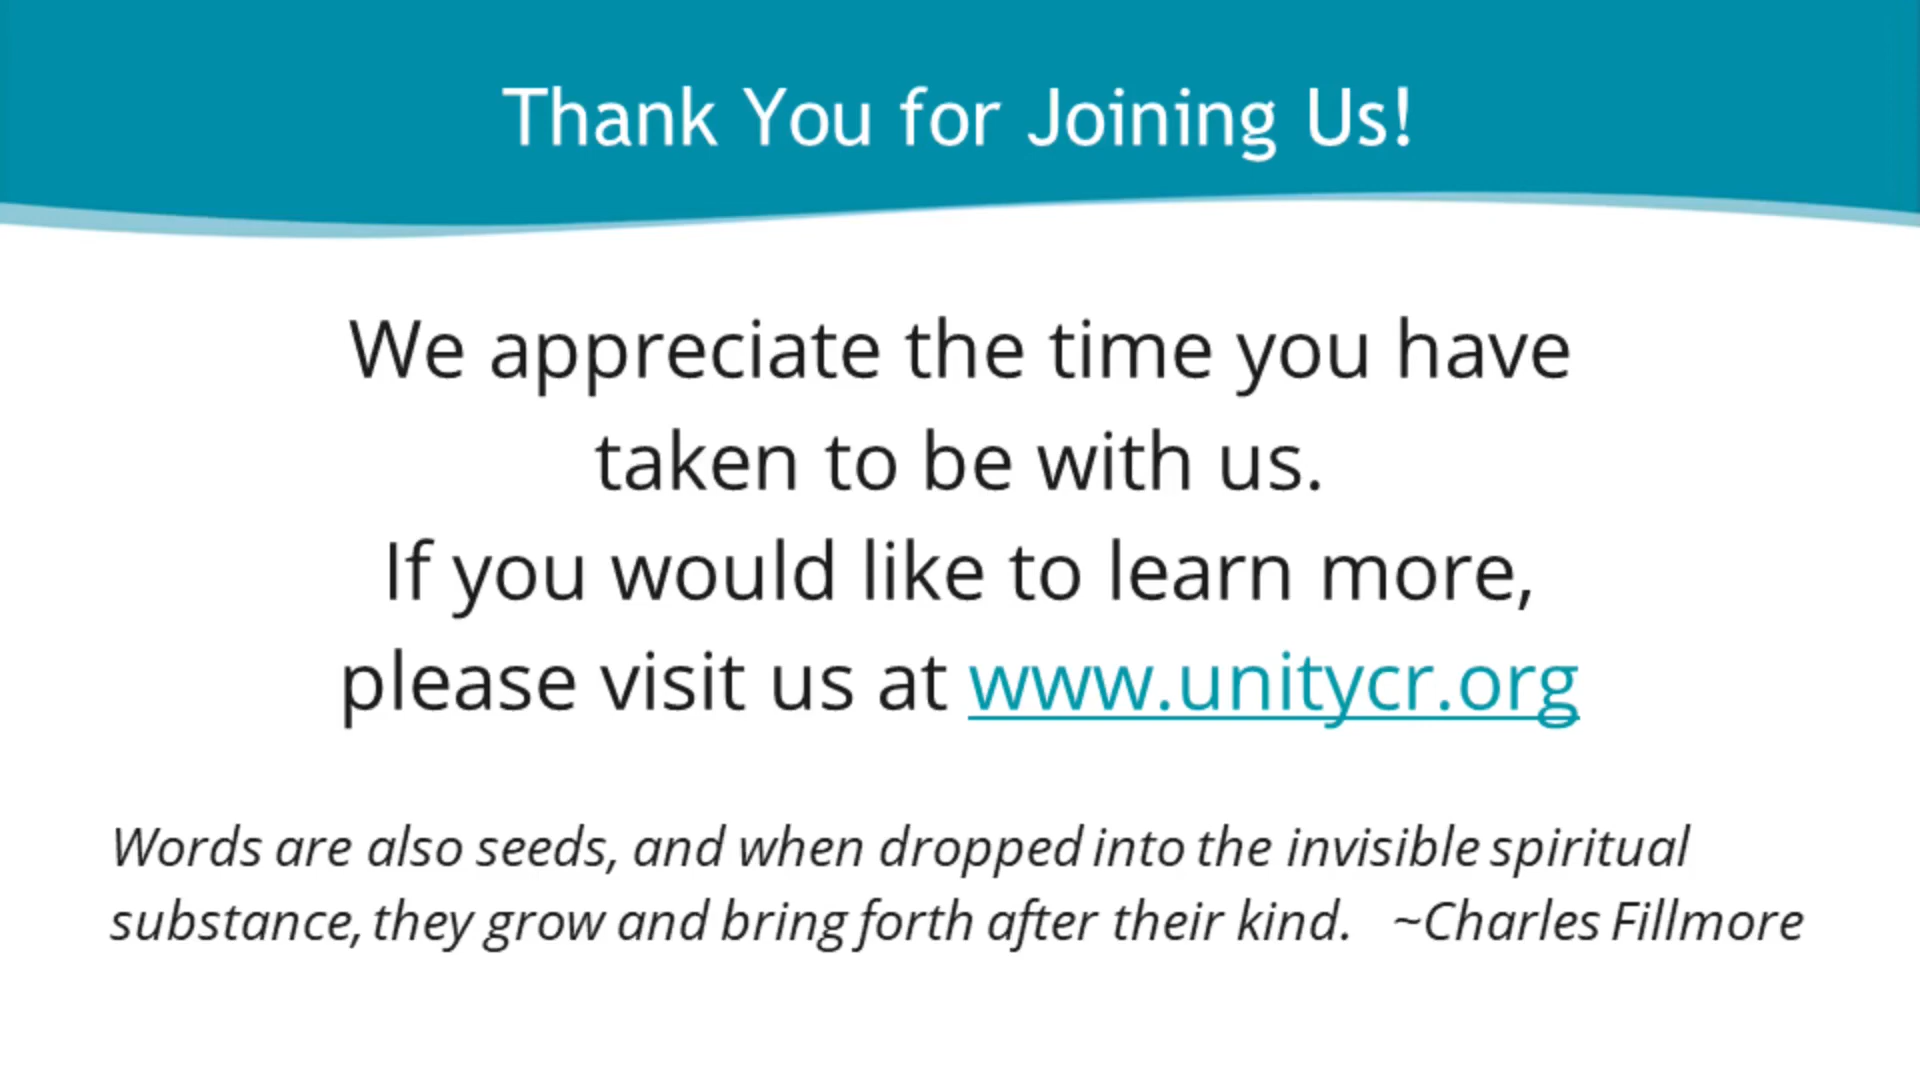 Thank You for Joining Us!
We appreciate the time you have
taken to be with us.
If you would like to learn more,
please visit us at www.unitycr.org
Words are also seeds, and when dropped into the invisible spiritual
substance, they grow and bring forth after their kind. ~Charles Fillmore